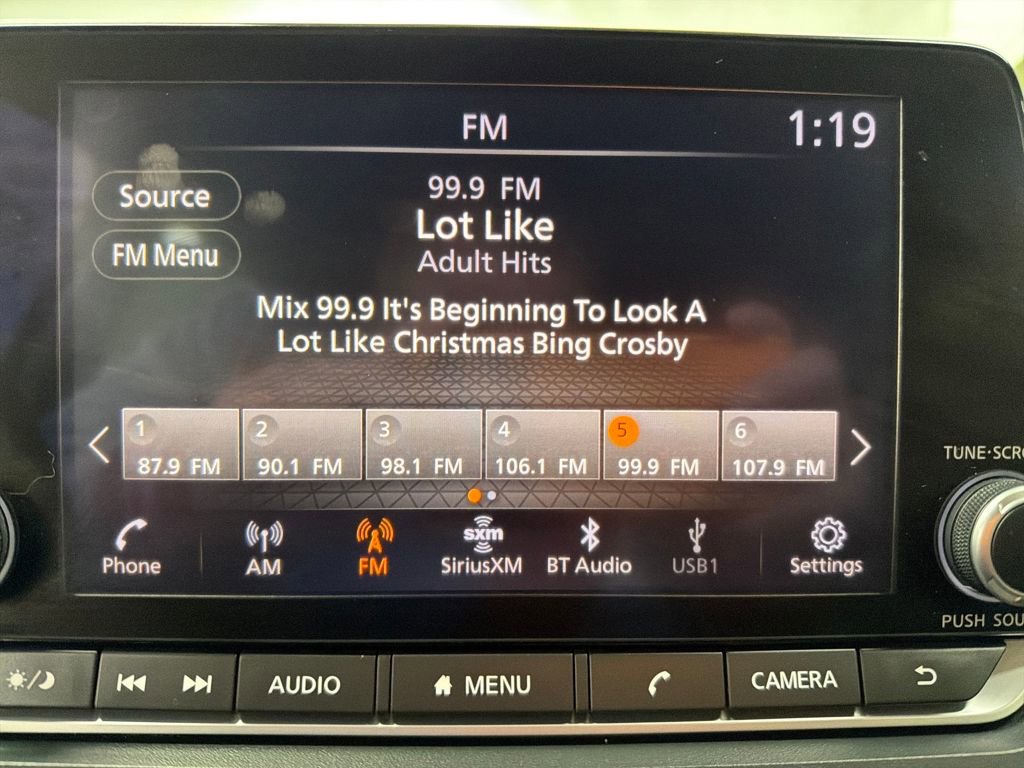 FM
1:19
Source
FM Menu
99.9 FM
Lot Like
Adult Hits
Mix 99.9 It's Beginning To Look A
Lot Like Christmas Bing Crosby
1
87.9 FM
2
90.1 FM
3
98.1 FM
4
106.1 FM
5
99.9 FM
6
107.9 FM
Phone
AM
FM
sxm
SiriusXM
BT Audio
USB1
Settings
TUNE·SCRO
PUSH SOU
AUDIO
MENU
CAMERA